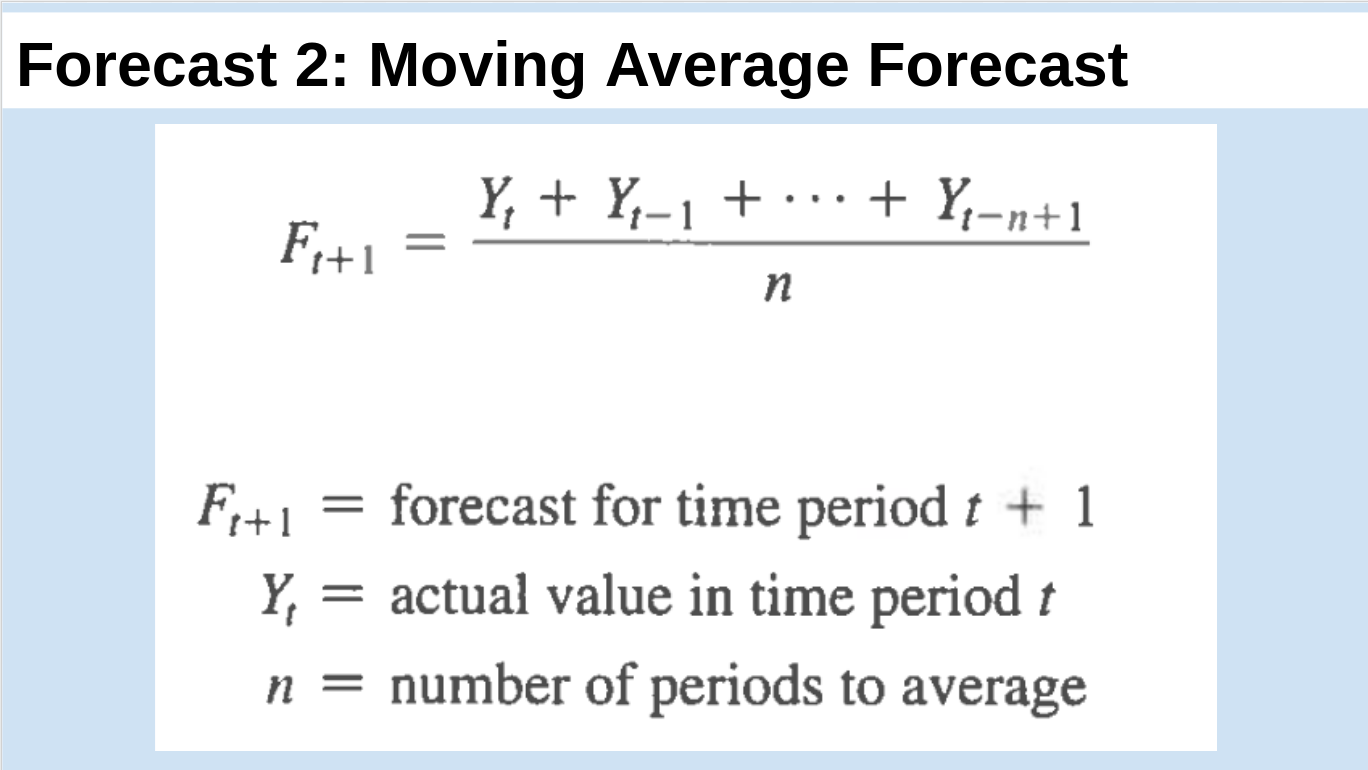 Forecast 2: Moving Average Forecast
F_{t+1} = \frac{Y_t + Y_{t-1} + \cdots + Y_{t-n+1}}{n}
F_{t+1} = forecast for time period t + 1
Y_t = actual value in time period t
n = number of periods to average